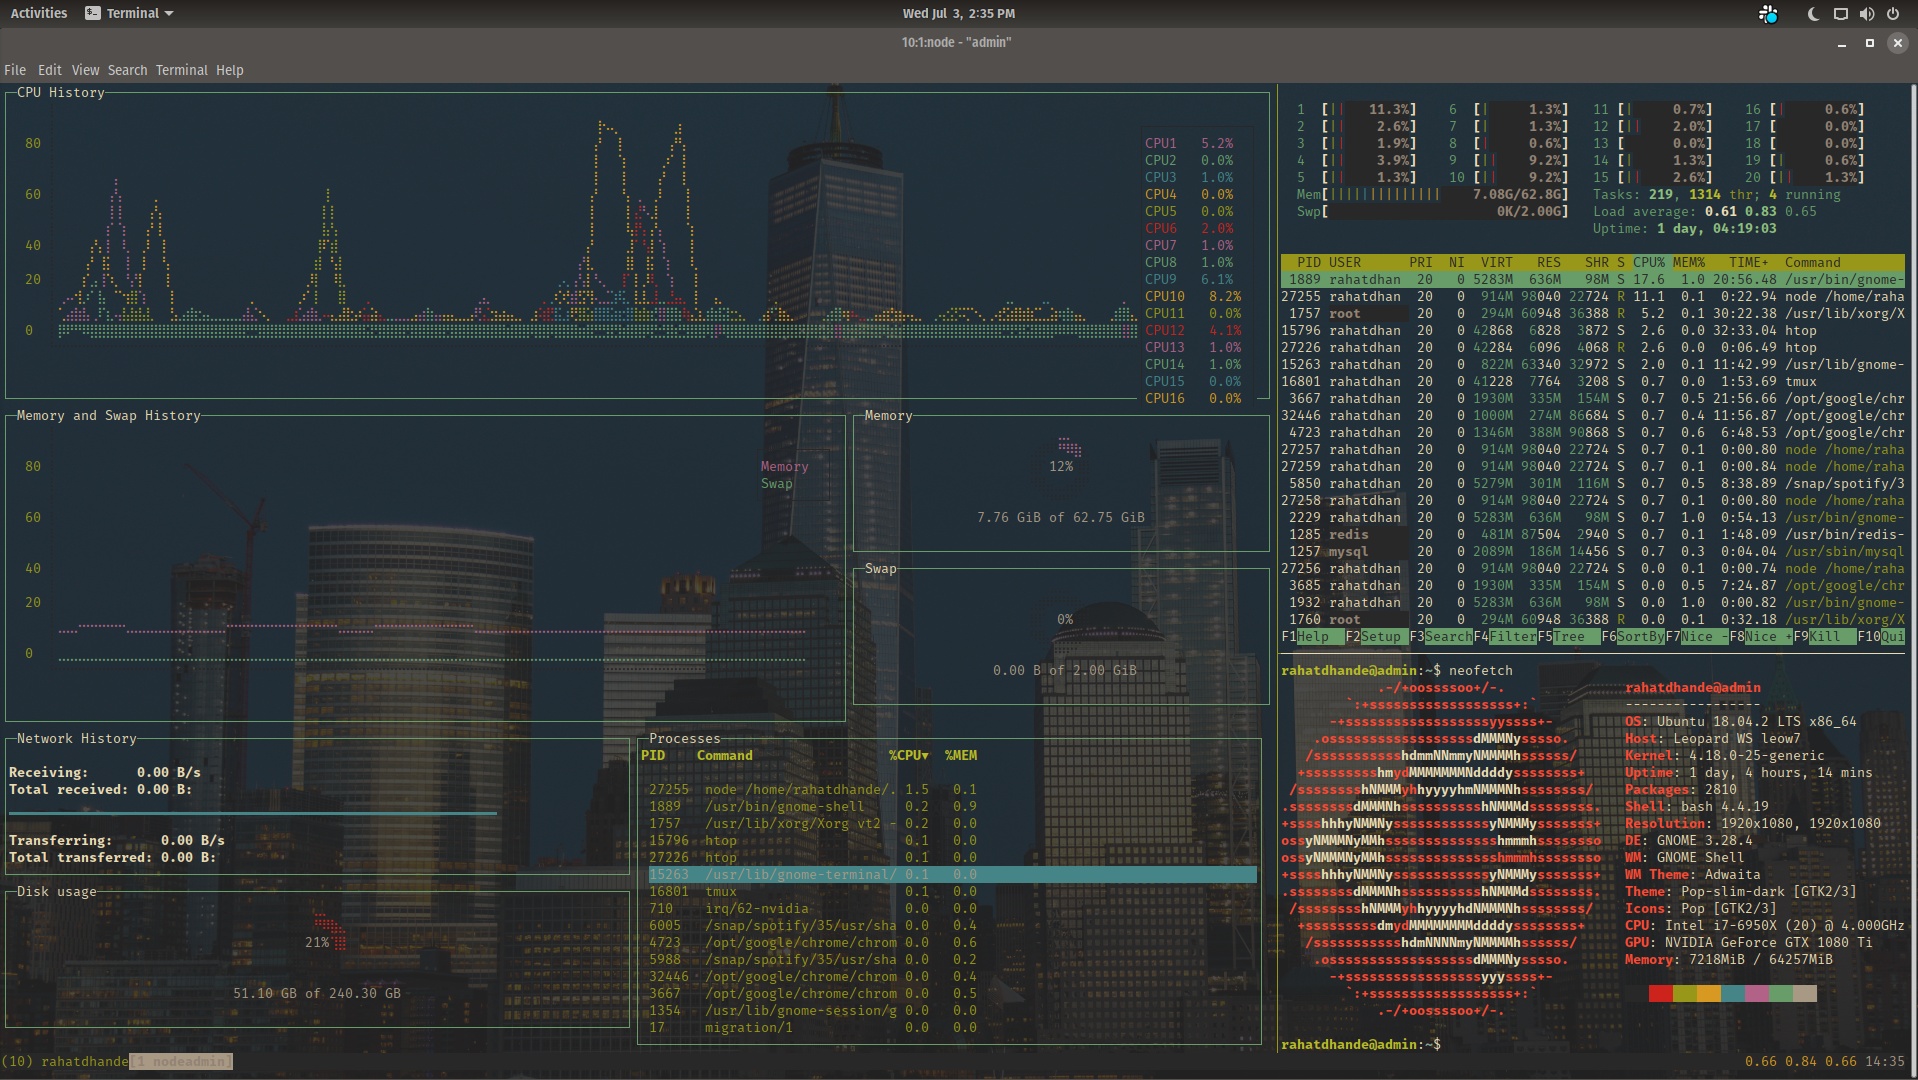 Activities Terminal Wed Jul 3, 2:35 PM
10:1:node - "admin"
File Edit View Search Terminal Help
CPU History
80
60
40
20
0
CPU1 5.2%
CPU2 0.0%
CPU3 1.0%
CPU4 0.0%
CPU5 0.0%
CPU6 2.0%
CPU7 1.0%
CPU8 1.0%
CPU9 6.1%
CPU10 8.2%
CPU11 0.0%
CPU12 4.1%
CPU13 1.0%
CPU14 1.0%
CPU15 0.0%
CPU16 0.0%
Memory and Swap History
80
60
40
20
0
Memory
Swap
Memory
12%
7.76 GiB of 62.75 GiB
Swap
0%
0.00 B of 2.00 GiB
Network History
Receiving: 0.00 B/s
Total received: 0.00 B:
Transferring: 0.00 B/s
Total transferred: 0.00 B:
Disk usage
21%
51.10 GB of 240.30 GB
Processes
PID Command %CPU▼ %MEM
27255 node /home/rahatdhande/. 1.5 0.1
1889 /usr/bin/gnome-shell 0.2 0.9
1757 /usr/lib/xorg/Xorg vt2 - 0.2 0.0
15796 htop 0.1 0.0
27226 htop 0.1 0.0
15263 /usr/lib/gnome-terminal/ 0.1 0.0
16801 tmux 0.1 0.0
710 irq/62-nvidia 0.0 0.0
6005 /snap/spotify/35/usr/sha 0.0 0.4
4723 /opt/google/chrome/chrom 0.0 0.6
5988 /snap/spotify/35/usr/sha 0.0 0.2
32446 /opt/google/chrome/chrom 0.0 0.4
3667 /opt/google/chrome/chrom 0.0 0.5
1354 /usr/lib/gnome-session/g 0.0 0.0
17 migration/1 0.0 0.0
1 [|| 11.3%] 6 [| 1.3%] 11 [| 0.7%] 16 [| 0.6%]
2 [|| 2.6%] 7 [| 1.3%] 12 [|| 2.0%] 17 [ 0.0%]
3 [|| 1.9%] 8 [| 0.6%] 13 [ 0.0%] 18 [ 0.0%]
4 [|| 3.9%] 9 [|| 9.2%] 14 [| 1.3%] 19 [| 0.6%]
5 [|| 1.3%] 10 [|| 9.2%] 15 [|| 2.6%] 20 [|| 1.3%]
Mem[|||||||||||||| 7.08G/62.8G] Tasks: 219, 1314 thr; 4 running
Swp[ 0K/2.00G] Load average: 0.61 0.83 0.65
Uptime: 1 day, 04:19:03
PID USER PRI NI VIRT RES SHR S CPU% MEM% TIME+ Command
1889 rahatdhan 20 0 5283M 636M 98M S 17.6 1.0 20:56.48 /usr/bin/gnome-
27255 rahatdhan 20 0 914M 98040 22724 R 11.1 0.1 0:22.94 node /home/raha
1757 root 20 0 294M 60948 36388 R 5.2 0.1 30:22.38 /usr/lib/xorg/X
15796 rahatdhan 20 0 42868 6828 3872 S 2.6 0.0 32:33.04 htop
27226 rahatdhan 20 0 42284 6096 4068 R 2.6 0.0 0:06.49 htop
15263 rahatdhan 20 0 822M 63340 32972 S 2.0 0.1 11:42.99 /usr/lib/gnome-
16801 rahatdhan 20 0 41228 7764 3208 S 0.7 0.0 1:53.69 tmux
3667 rahatdhan 20 0 1930M 335M 154M S 0.7 0.5 21:56.66 /opt/google/chr
32446 rahatdhan 20 0 1000M 274M 86684 S 0.7 0.4 11:56.87 /opt/google/chr
4723 rahatdhan 20 0 1346M 388M 90868 S 0.7 0.6 6:48.53 /opt/google/chr
27257 rahatdhan 20 0 914M 98040 22724 S 0.7 0.1 0:00.80 node /home/raha
27259 rahatdhan 20 0 914M 98040 22724 S 0.7 0.1 0:00.84 node /home/raha
5850 rahatdhan 20 0 5279M 301M 116M S 0.7 0.5 8:38.89 /snap/spotify/3
27258 rahatdhan 20 0 914M 98040 22724 S 0.7 0.1 0:00.80 node /home/raha
2229 rahatdhan 20 0 5283M 636M 98M S 0.7 1.0 0:54.13 /usr/bin/gnome-
1285 redis 20 0 481M 87504 2940 S 0.7 0.1 1:48.09 /usr/bin/redis-
1257 mysql 20 0 2089M 186M 14456 S 0.7 0.3 0:04.04 /usr/sbin/mysql
27256 rahatdhan 20 0 914M 98040 22724 S 0.0 0.1 0:00.74 node /home/raha
3685 rahatdhan 20 0 1930M 335M 154M S 0.0 0.5 7:24.87 /opt/google/chr
1932 rahatdhan 20 0 5283M 636M 98M S 0.0 1.0 0:00.82 /usr/bin/gnome-
1760 root 20 0 294M 60948 36388 S 0.0 0.1 0:32.18 /usr/lib/xorg/X
F1Help F2Setup F3SearchF4FilterF5Tree F6SortByF7Nice -F8Nice +F9Kill F10Qui
rahatdhande@admin:~$ neofetch
rahatdhande@admin
-----------------
OS: Ubuntu 18.04.2 LTS x86_64
Host: Leopard WS leow7
Kernel: 4.18.0-25-generic
Uptime: 1 day, 4 hours, 14 mins
Packages: 2810
Shell: bash 4.4.19
Resolution: 1920x1080, 1920x1080
DE: GNOME 3.28.4
WM: GNOME Shell
WM Theme: Adwaita
Theme: Pop-slim-dark [GTK2/3]
Icons: Pop [GTK2/3]
CPU: Intel i7-6950X (20) @ 4.000GHz
GPU: NVIDIA GeForce GTX 1080 Ti
Memory: 7218MiB / 64257MiB
rahatdhande@admin:~$
(10) rahatdhande[1 nodeadmin] 0.66 0.84 0.66 14:35